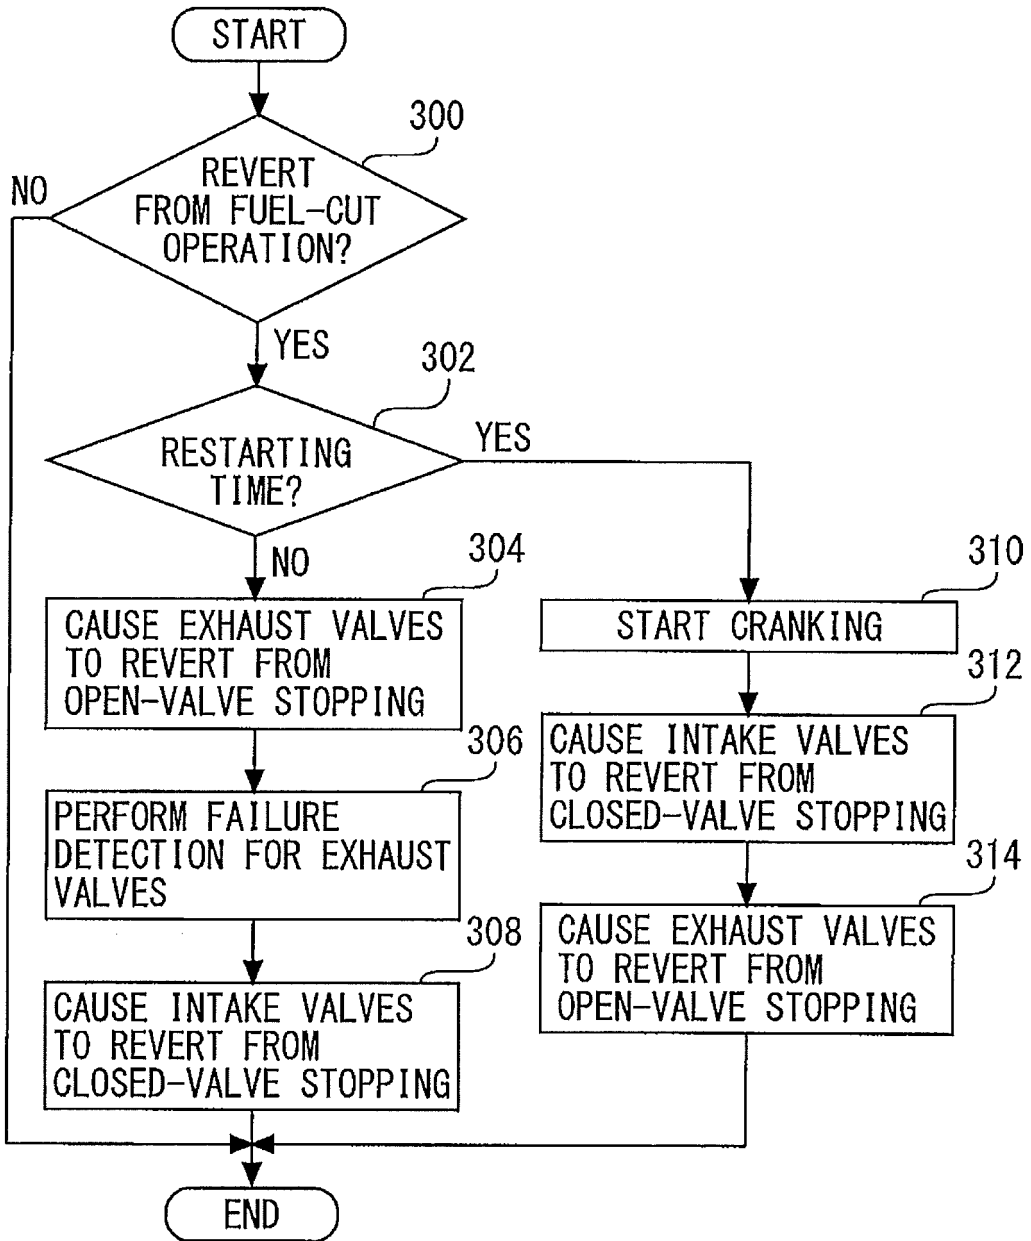 START
300
REVERT
FROM FUEL-CUT
OPERATION?
NO
YES
302
RESTARTING
TIME?
YES
NO
304
CAUSE EXHAUST VALVES
TO REVERT FROM
OPEN-VALVE STOPPING
306
PERFORM FAILURE
DETECTION FOR EXHAUST
VALVES
308
CAUSE INTAKE VALVES
TO REVERT FROM
CLOSED-VALVE STOPPING
310
START CRANKING
312
CAUSE INTAKE VALVES
TO REVERT FROM
CLOSED-VALVE STOPPING
314
CAUSE EXHAUST VALVES
TO REVERT FROM
OPEN-VALVE STOPPING
END